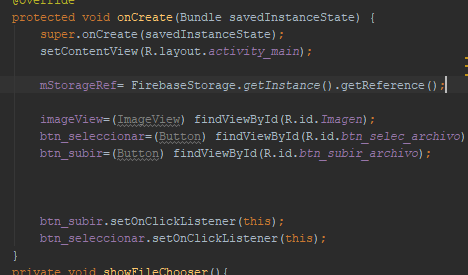 @Override
protected void onCreate(Bundle savedInstanceState) {
super.onCreate(savedInstanceState);
setContentView(R.layout.activity_main);
mStorageRef= FirebaseStorage.getInstance().getReference();
imageView=(ImageView) findViewById(R.id.Imagen);
btn_seleccionar=(Button) findViewById(R.id.btn_selec_archivo)
btn_subir=(Button) findViewById(R.id.btn_subir_archivo);
btn_subir.setOnClickListener(this);
btn_seleccionar.setOnClickListener(this);
}
private void showFileChooser(){